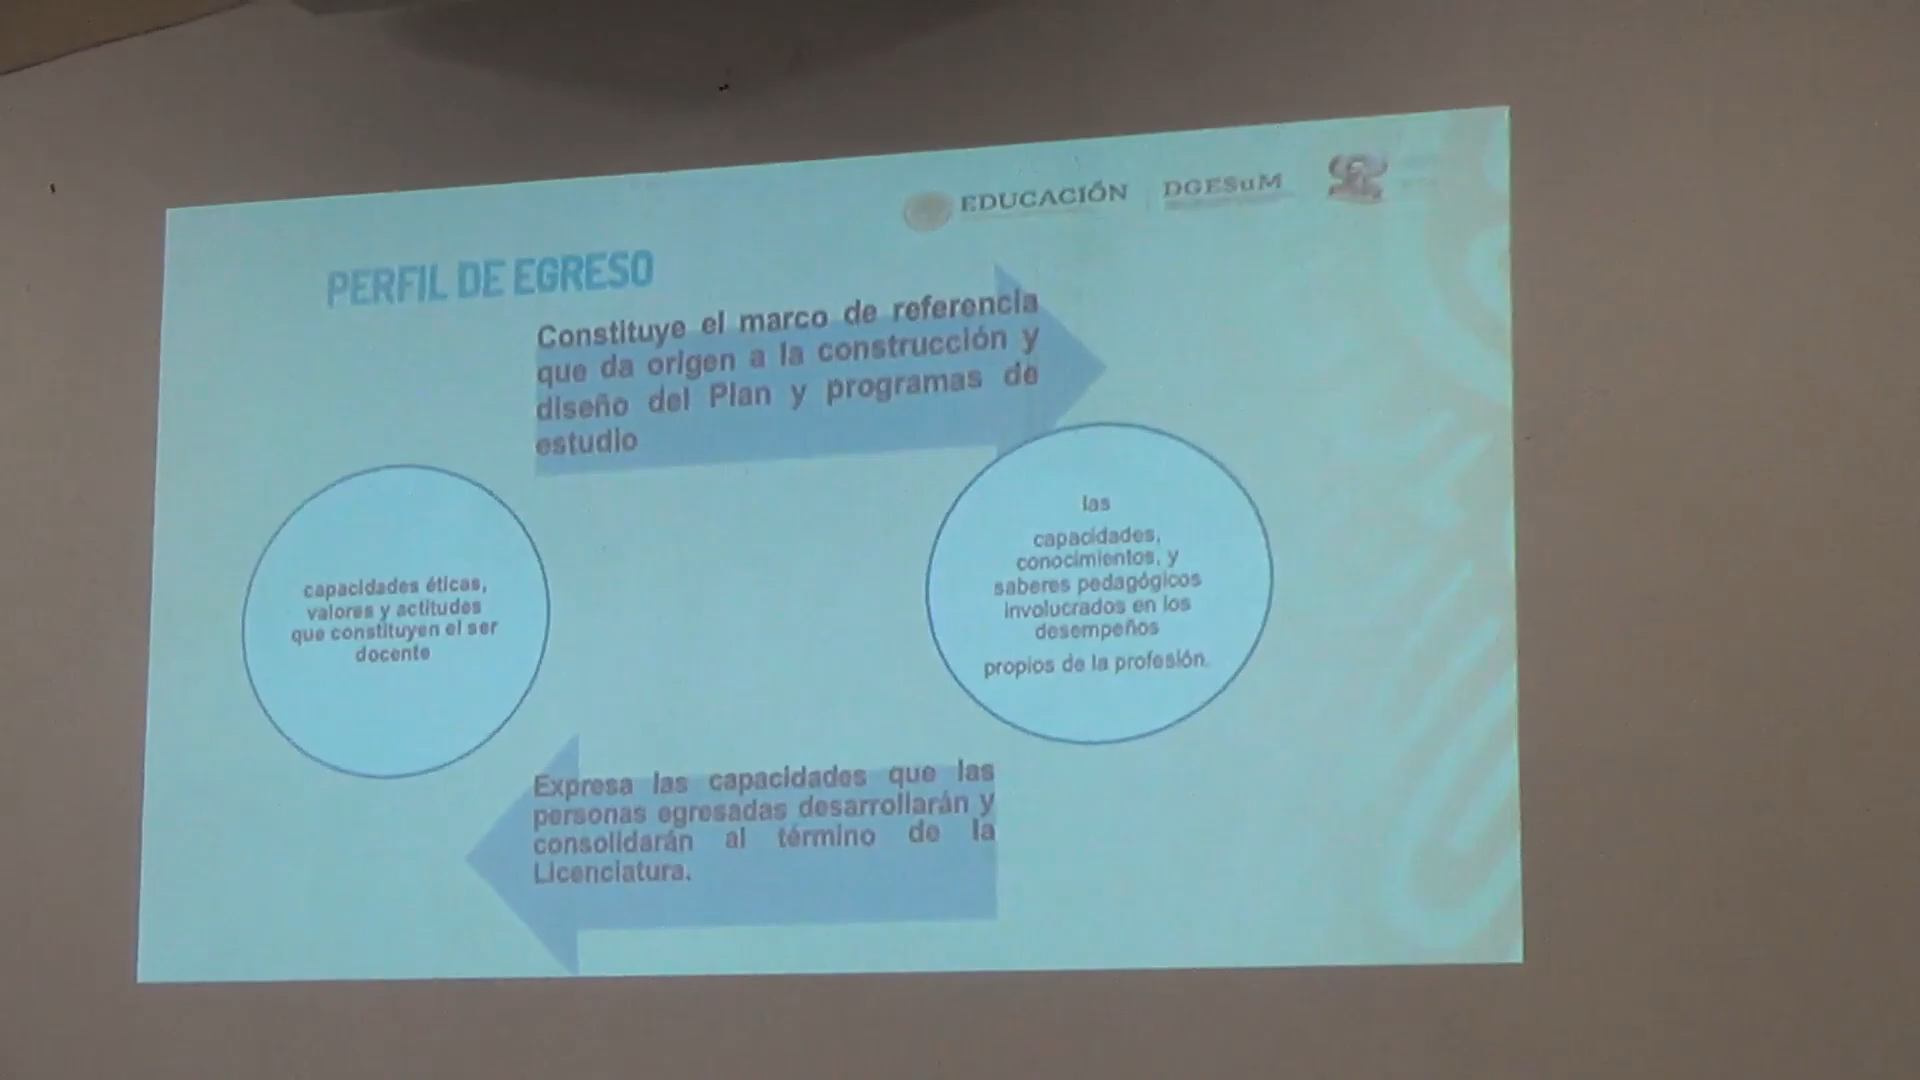 EDUCACIÓN
DGESuM
PERFIL DE EGRESO
Constituye el marco de referencia
que da origen a la construcción y
diseño del Plan y programas de
estudio
capacidades éticas,
valores y actitudes
que constituyen el ser
docente
las
capacidades,
conocimientos, y
saberes pedagógicos
involucrados en los
desempeños
propios de la profesión.
Expresa las capacidades que las
personas egresadas desarrollarán y
consolidarán al término de la
Licenciatura.